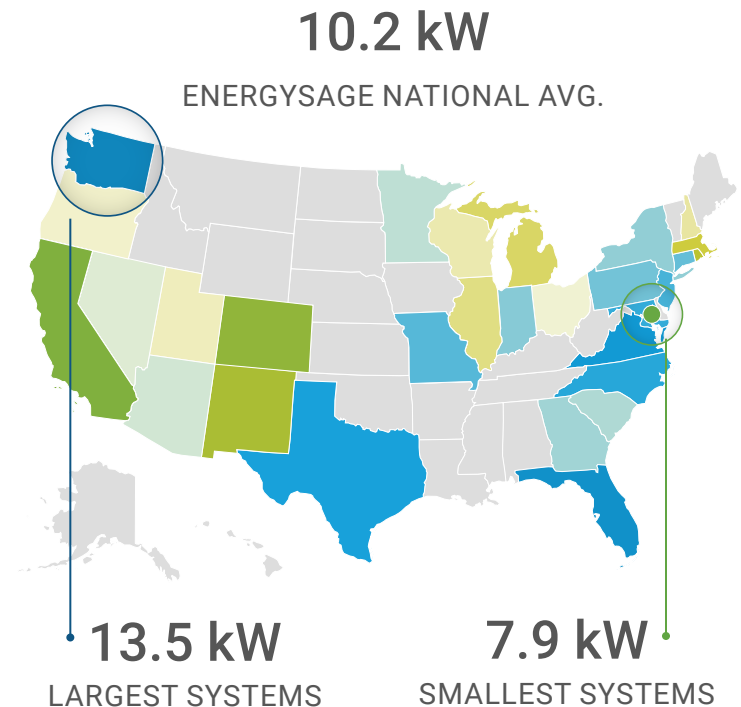 10.2 kW
ENERGYSAGE NATIONAL AVG.
13.5 kW
LARGEST SYSTEMS
7.9 kW
SMALLEST SYSTEMS